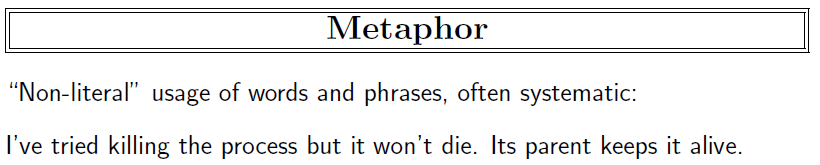 Metaphor
“Non-literal” usage of words and phrases, often systematic:
I've tried killing the process but it won't die. Its parent keeps it alive.